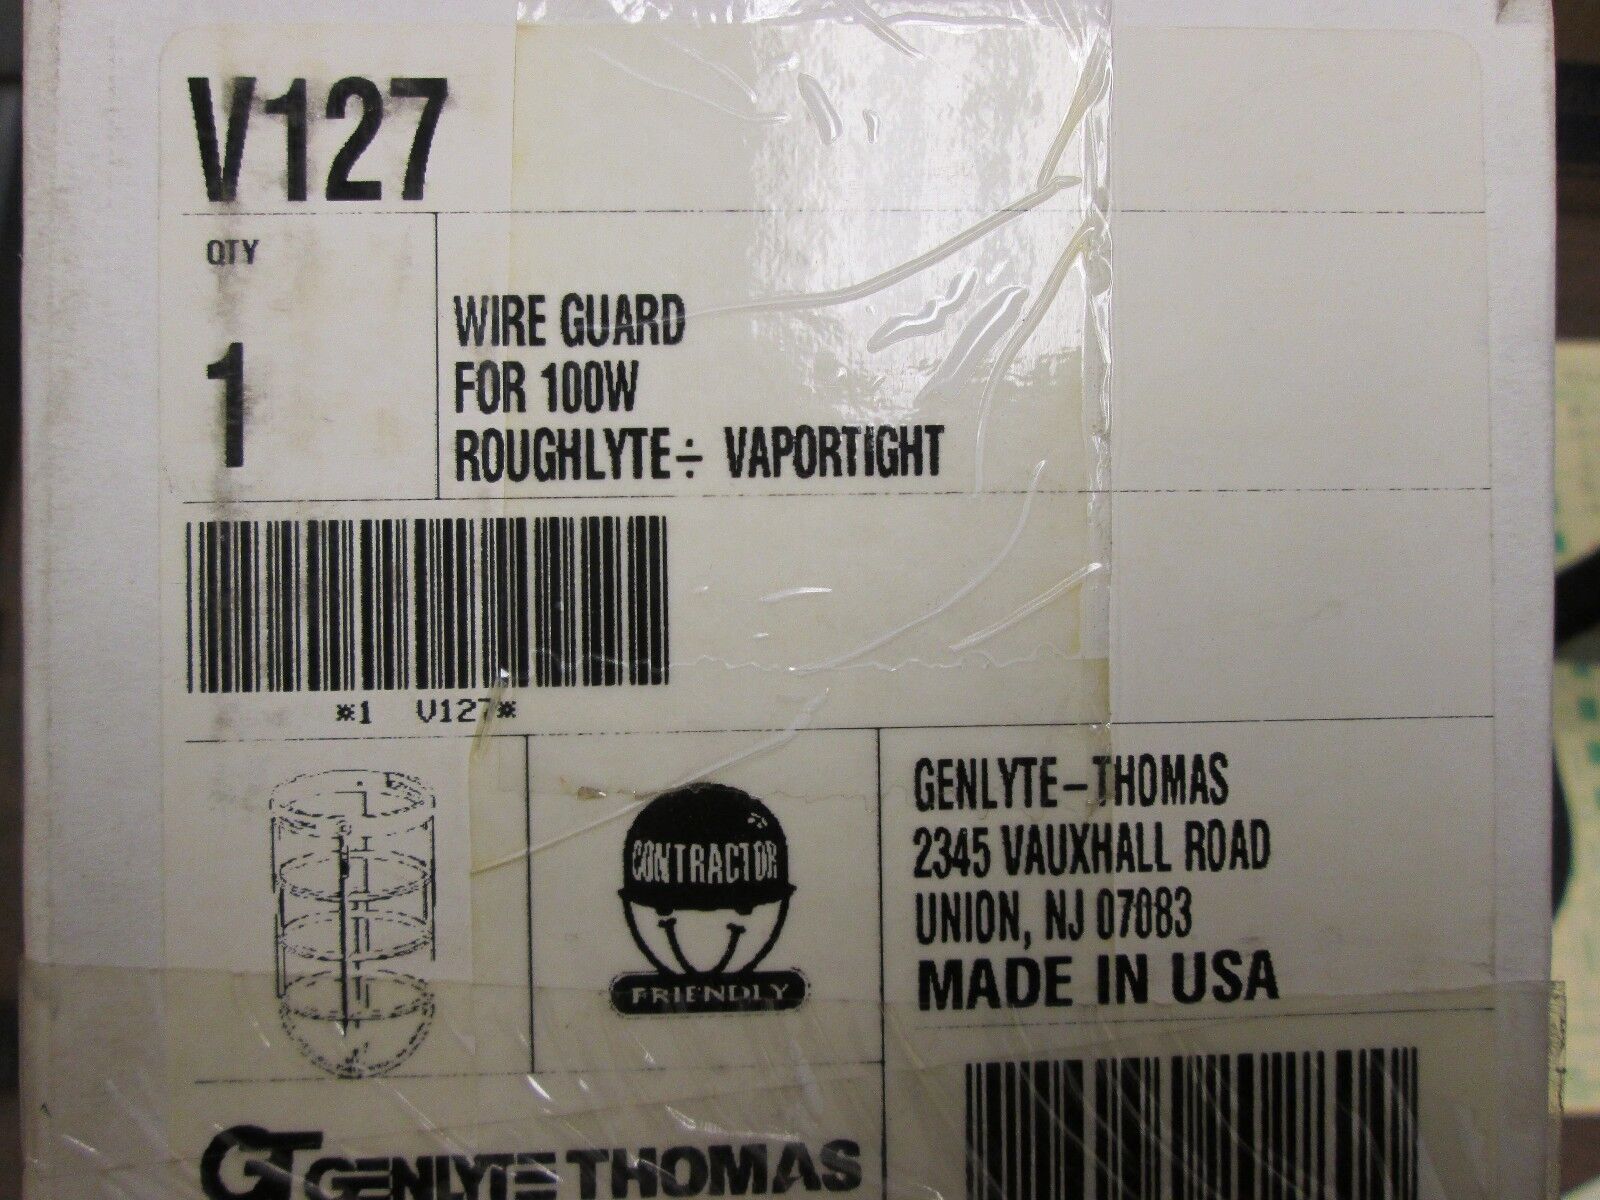 V127
QTY
1
WIRE GUARD
FOR 100W
ROUGHLYTE÷ VAPORTIGHT
*1 V127*
CONTRACTOR
FRIENDLY
GENLYTE-THOMAS
2345 VAUXHALL ROAD
UNION, NJ 07083
MADE IN USA
GT GENLYTE THOMAS